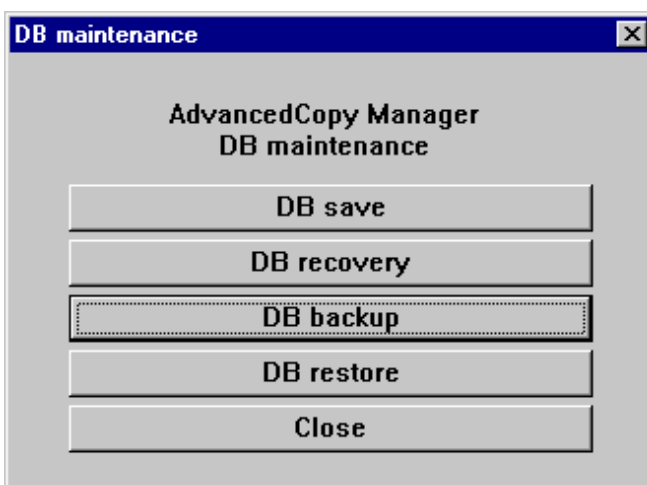 DB maintenance
AdvancedCopy Manager
DB maintenance
DB save
DB recovery
DB backup
DB restore
Close